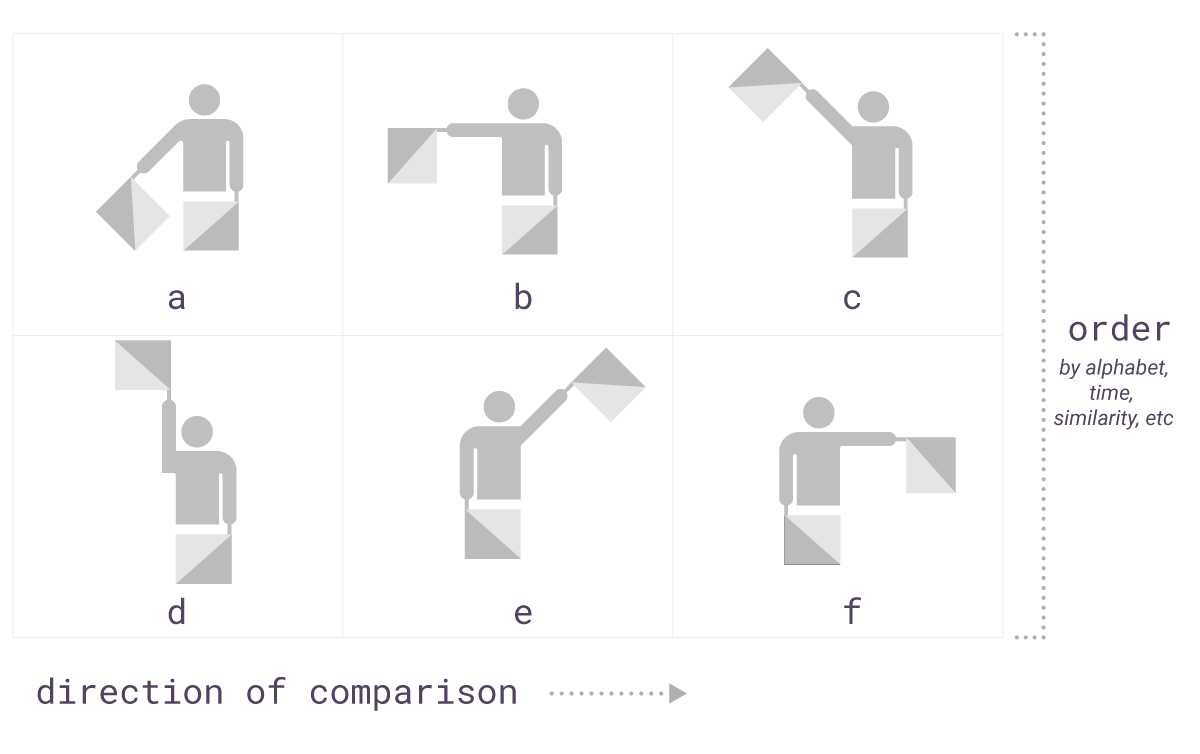 a
b
c
d
e
f
order
by alphabet,
time,
similarity, etc
direction of comparison